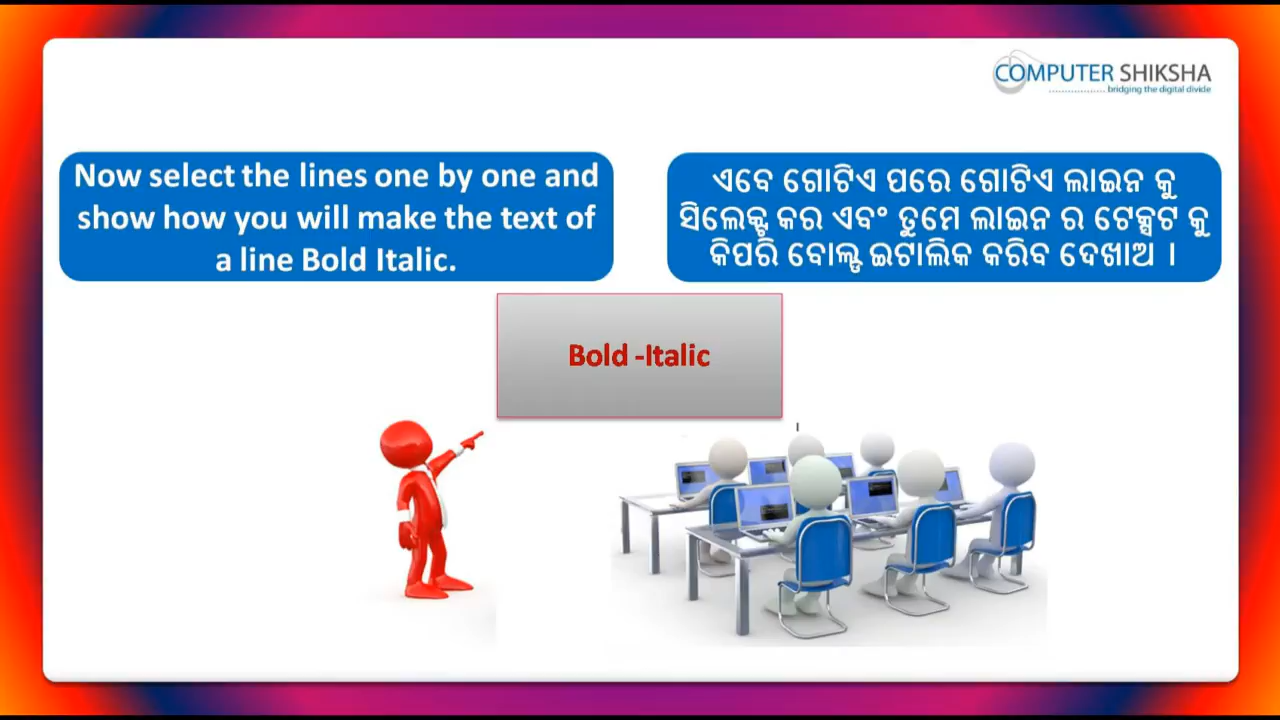 COMPUTER SHIKSHA
bridging the digital divide
Now select the lines one by one and
show how you will make the text of
a line Bold Italic.
ଏବେ ଗୋଟିଏ ପରେ ଗୋଟିଏ ଲାଇନ କୁ
ସିଲେକ୍ଟ କର ଏବଂ ତୁମେ ଲାଇନ ର ଟେକ୍ସଟ କୁ
କିପରି ବୋଲ୍ଡ ଇଟାଲିକ କରିବ ଦେଖାଅ ।
Bold -Italic